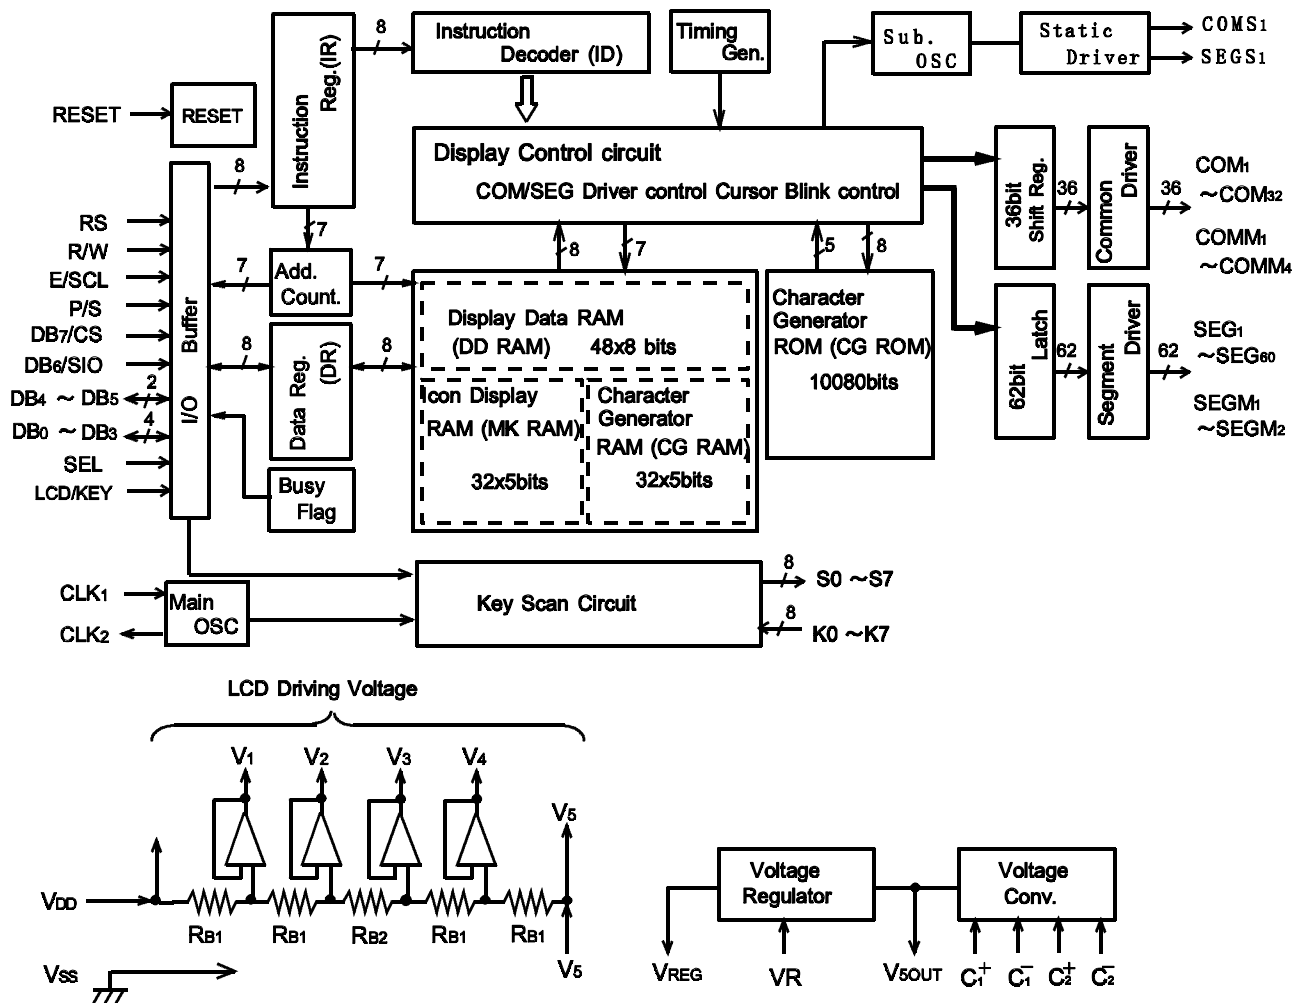 Instruction
Reg.(IR)
8
Instruction
Decoder (ID)
Timing
Gen.
Sub.
OSC
Static
Driver
COMS1
SEGS1
RESET
RESET
8
7
Display Control circuit
COM/SEG Driver control Cursor Blink control
36bit
Shift Reg.
36
Common
Driver
36
COM1
~COM32
COMM1
~COMM4
I/O Buffer
RS
R/W
E/SCL
P/S
DB7/CS
DB6/SIO
DB4 ~ DB5
2
DB0 ~ DB3
4
SEL
LCD/KEY
7
Add.
Count.
7
8
7
5
8
8
Data Reg.
(DR)
8
Busy
Flag
Display Data RAM
(DD RAM) 48x8 bits
Icon Display
RAM (MK RAM)
32x5bits
Character
Generator
RAM (CG RAM)
32x5bits
Character
Generator
ROM (CG ROM)
10080bits
62bit
Latch
62
Segment
Driver
62
SEG1
~SEG60
SEGM1
~SEGM2
CLK1
CLK2
Main
OSC
Key Scan Circuit
8
S0 ~S7
8
K0 ~K7
LCD Driving Voltage
V1
V2
V3
V4
V5
VDD
RB1
RB1
RB2
RB1
RB1
V5
VSS
Voltage
Regulator
Voltage
Conv.
VREG
VR
V5OUT
C1+
C1-
C2+
C2-